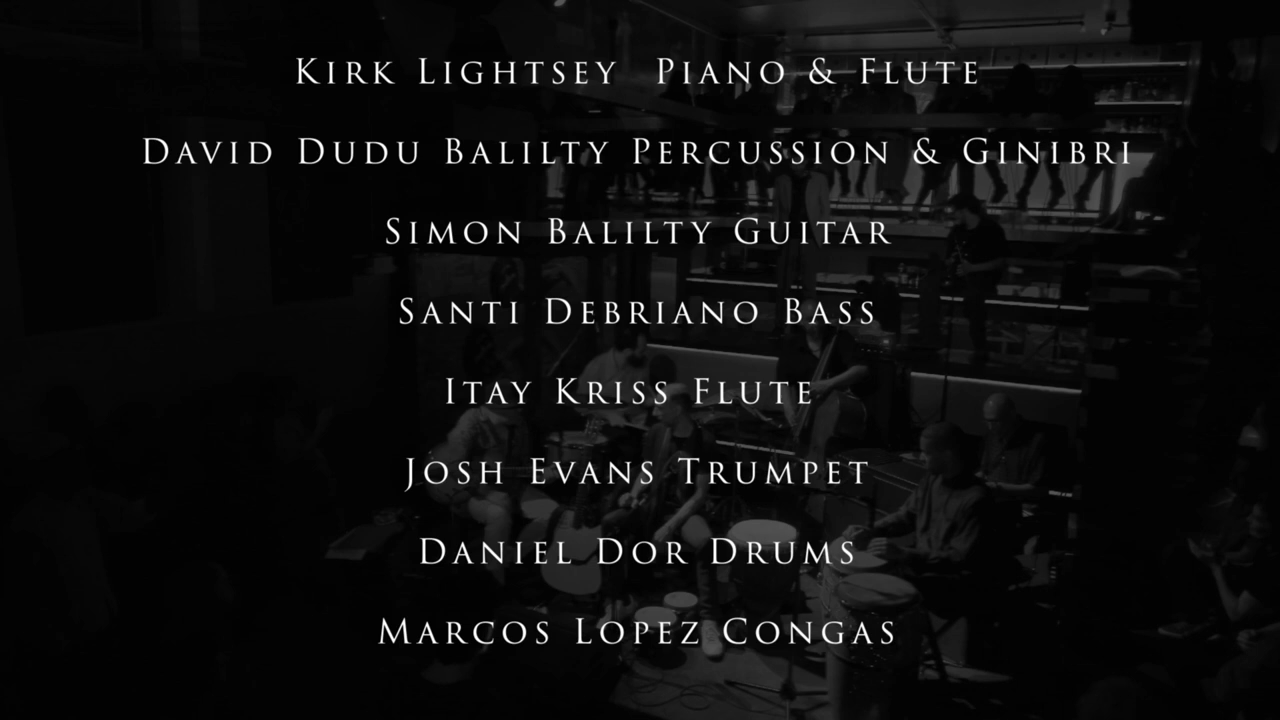 Kirk Lightsey Piano & Flute
David Dudu Balilty Percussion & Ginibri
Simon Balilty Guitar
Santi Debriano Bass
Itay Kriss Flute
Josh Evans Trumpet
Daniel Dor Drums
Marcos Lopez Congas